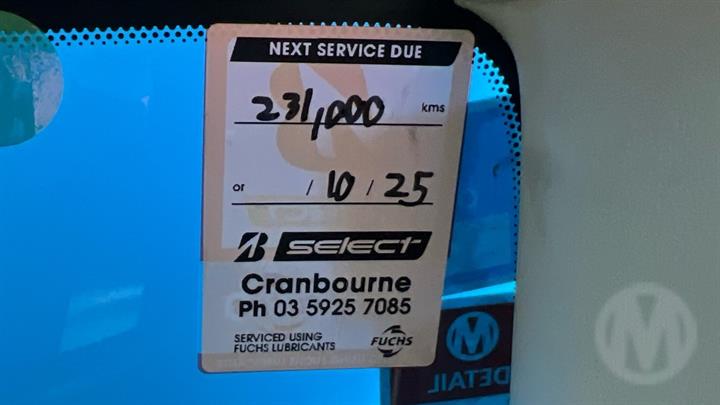 NEXT SERVICE DUE
231,000 kms
or / 10 / 25
B SELECT
Cranbourne
Ph 03 5925 7085
SERVICED USING
FUCHS LUBRICANTS
FUCHS
M
DETAIL
M